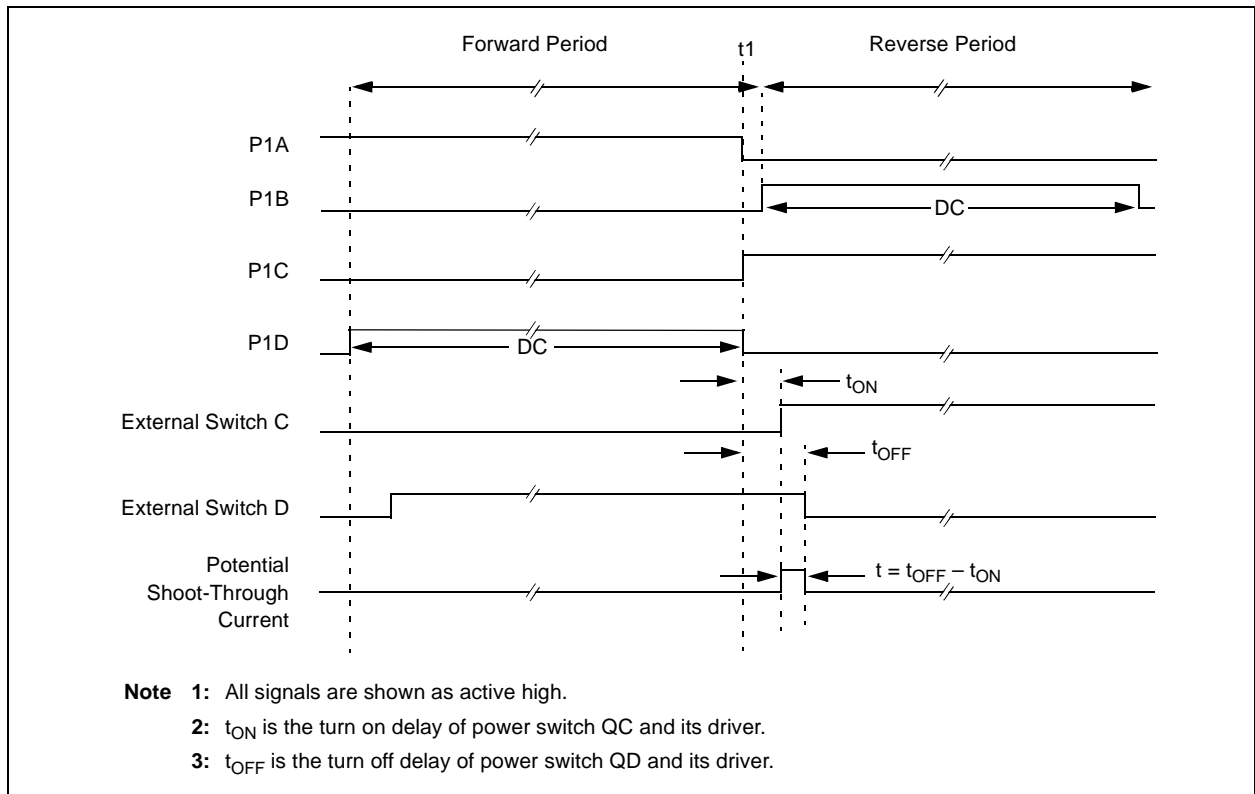 Forward Period
t1
Reverse Period
P1A
P1B
DC
P1C
P1D
DC
tON
External Switch C
tOFF
External Switch D
Potential
Shoot-Through
Current
t = tOFF – tON
Note 1: All signals are shown as active high.
2: tON is the turn on delay of power switch QC and its driver.
3: tOFF is the turn off delay of power switch QD and its driver.